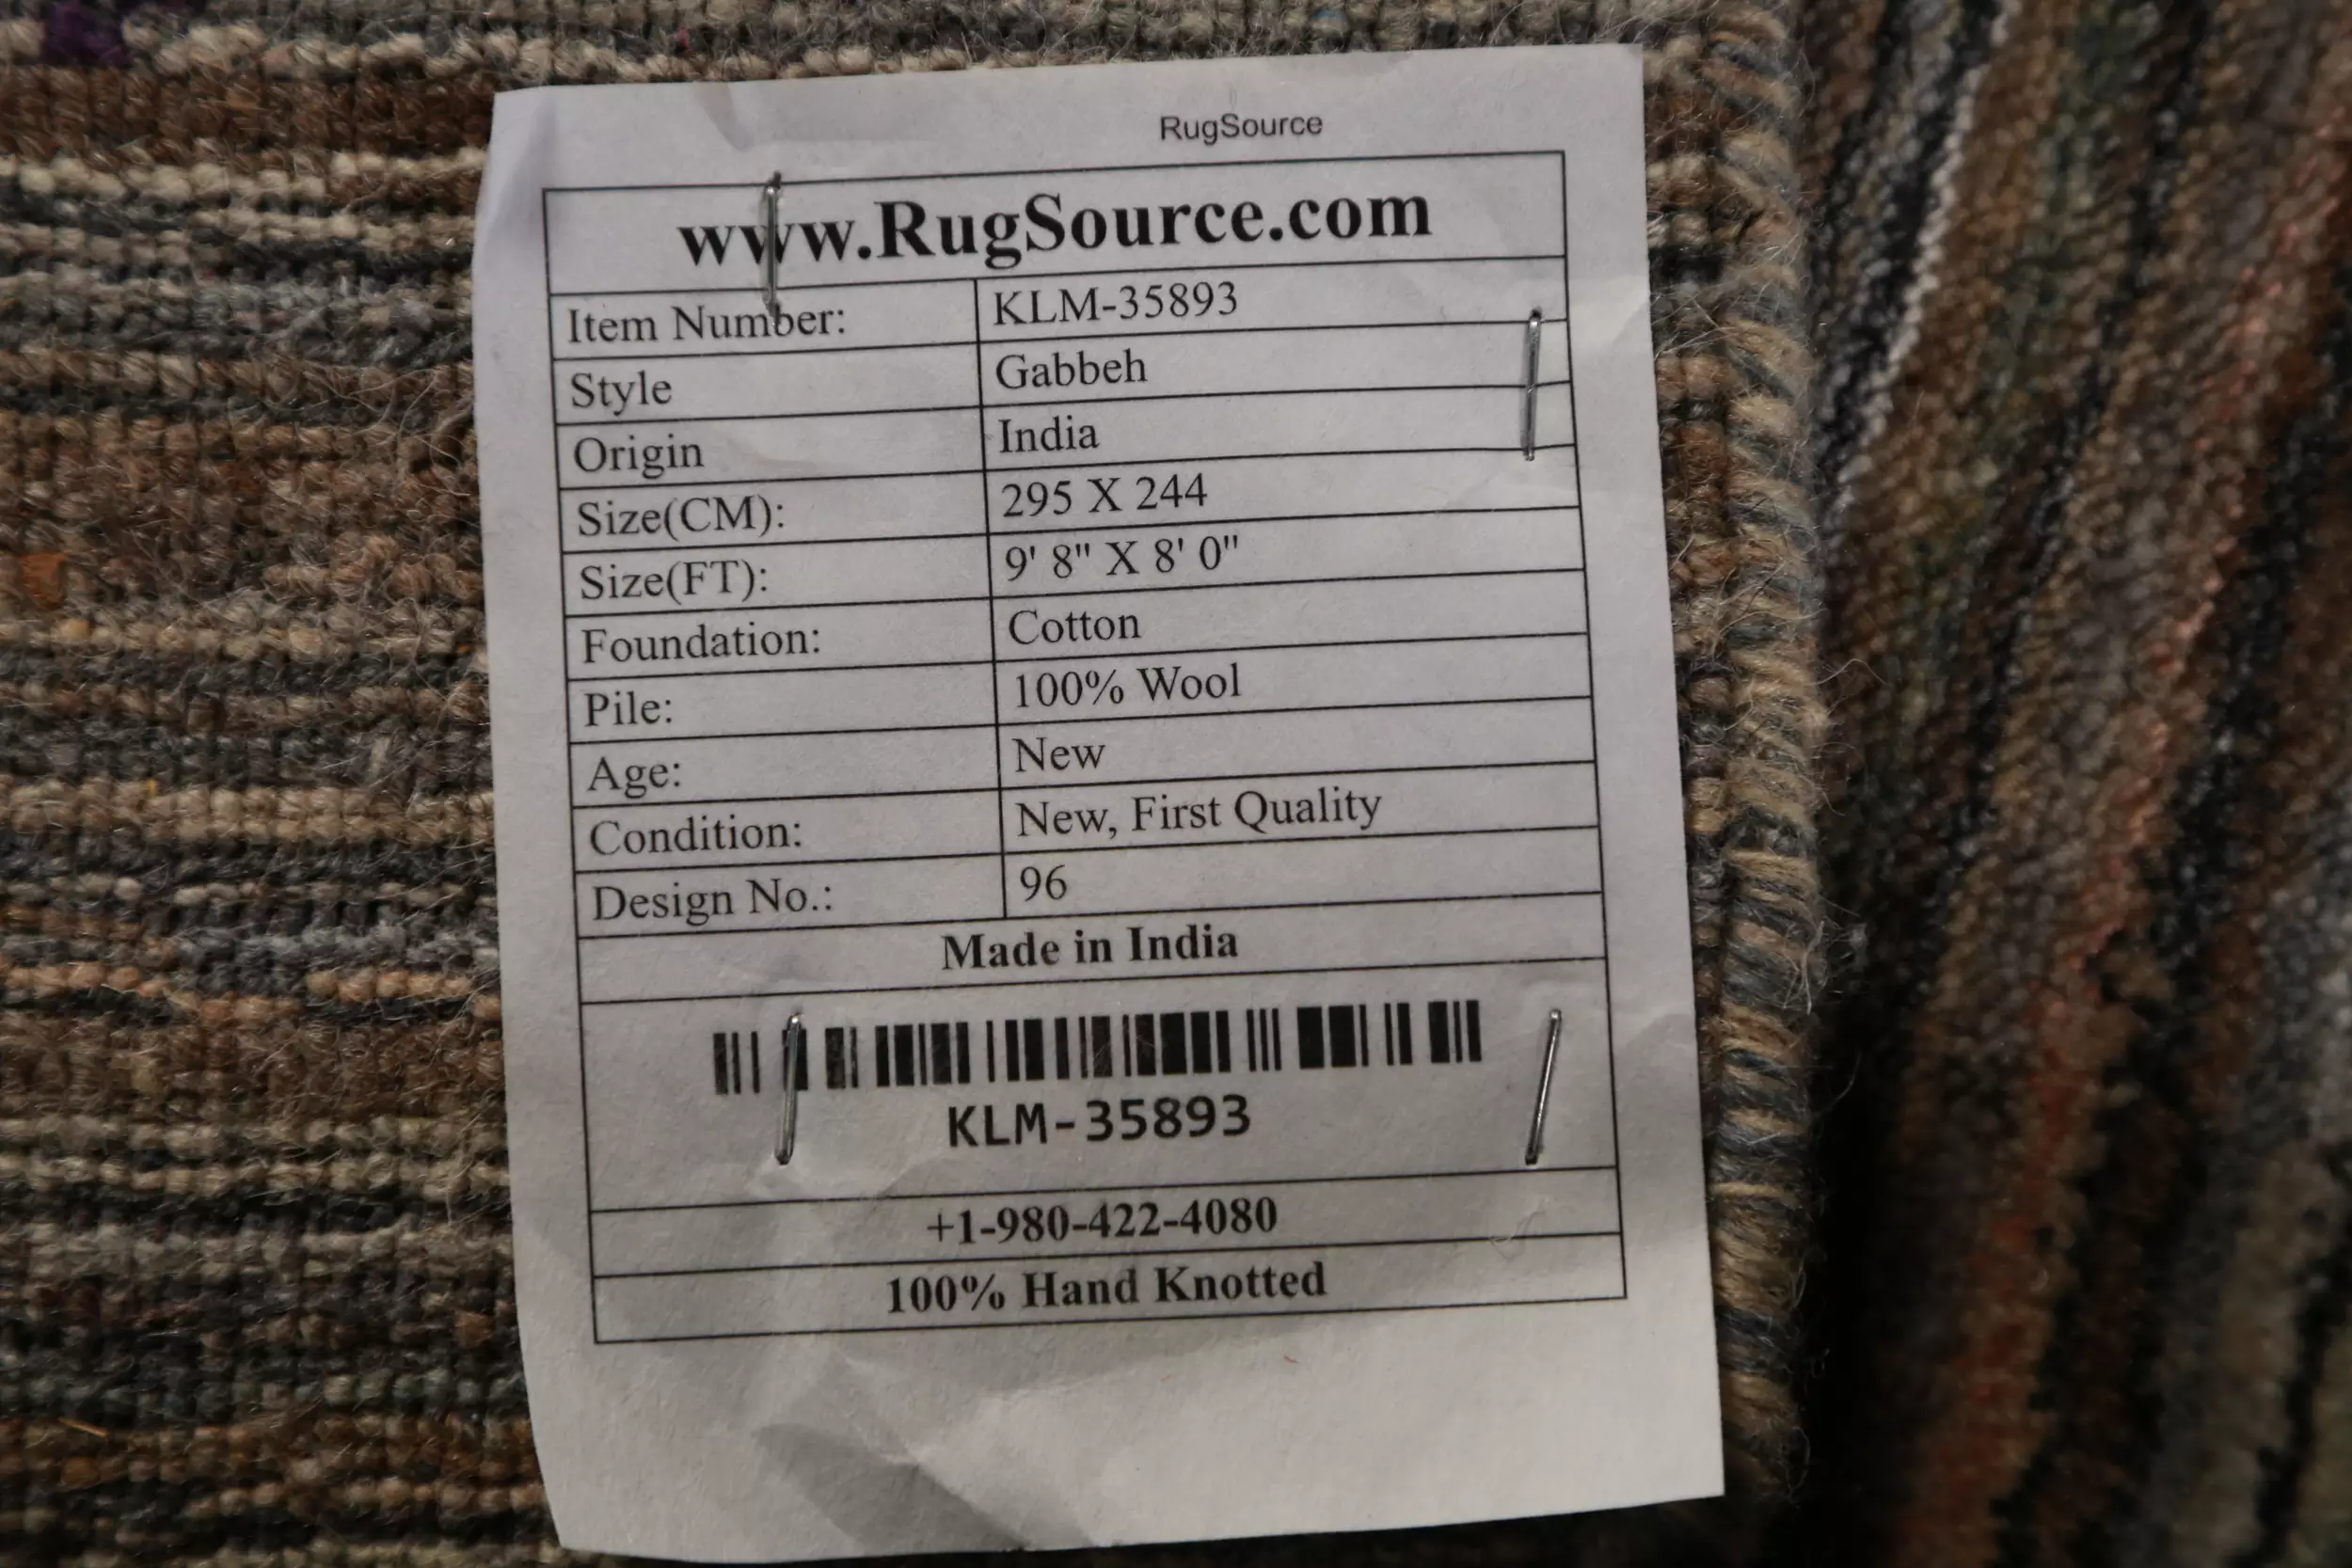 RugSource
www.RugSource.com
Item Number: KLM-35893
Style Gabbeh
Origin India
Size(CM): 295 X 244
Size(FT): 9' 8" X 8' 0"
Foundation: Cotton
Pile: 100% Wool
Age: New
Condition: New, First Quality
Design No.: 96
Made in India
KLM-35893
+1-980-422-4080
100% Hand Knotted